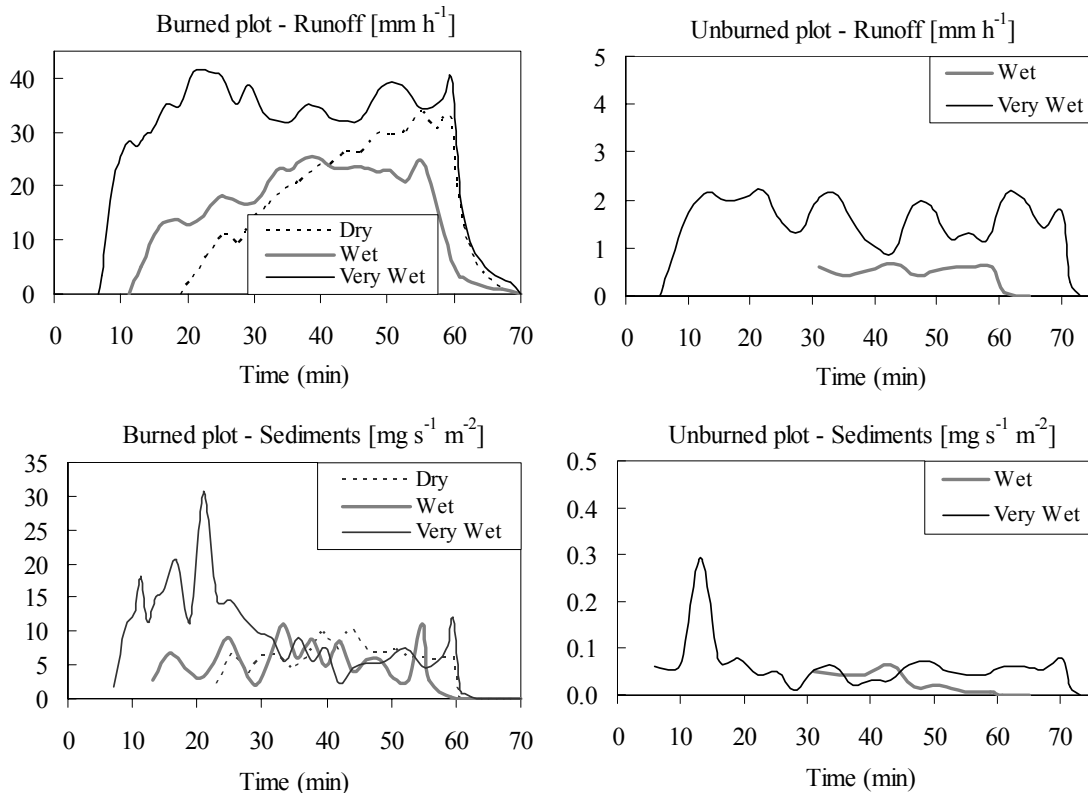 Burned plot - Runoff [mm h⁻¹]
40
30
20
10
0
Dry
Wet
Very Wet
0 10 20 30 40 50 60 70
Time (min)
Unburned plot - Runoff [mm h⁻¹]
5
4
3
2
1
0
Wet
Very Wet
0 10 20 30 40 50 60 70
Time (min)
Burned plot - Sediments [mg s⁻¹ m⁻²]
35
30
25
20
15
10
5
0
Dry
Wet
Very Wet
0 10 20 30 40 50 60 70
Time (min)
Unburned plot - Sediments [mg s⁻¹ m⁻²]
0.5
0.4
0.3
0.2
0.1
0.0
Wet
Very Wet
0 10 20 30 40 50 60 70
Time (min)